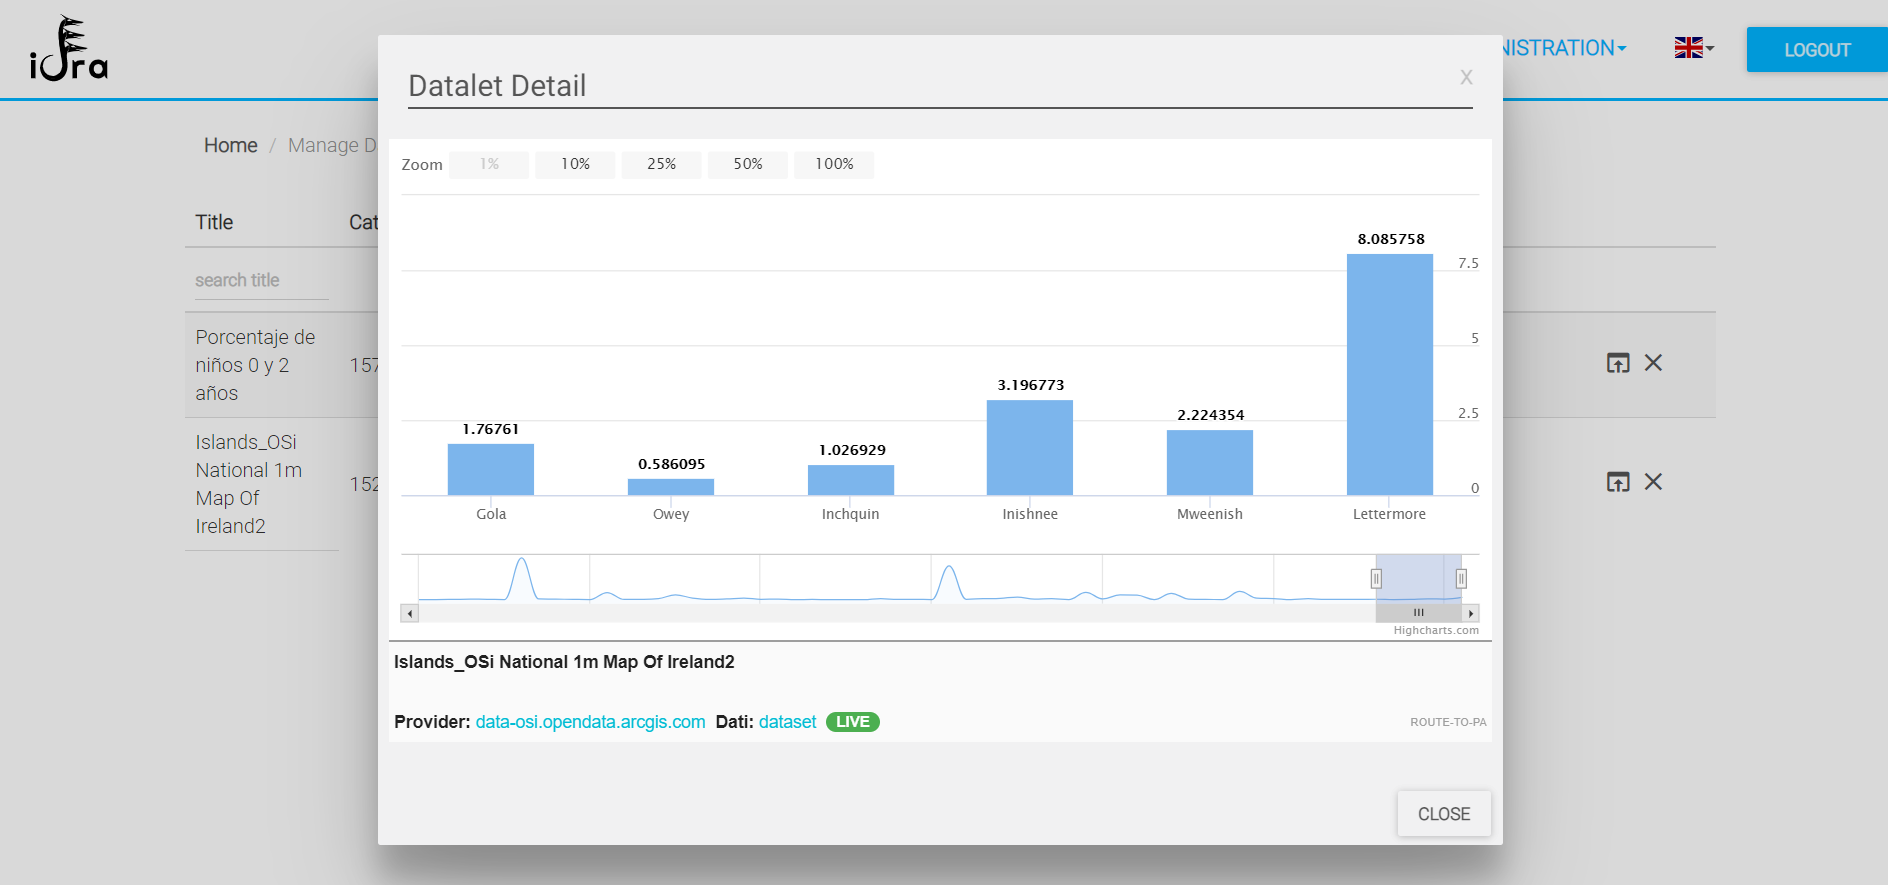 idra
NISTRATION
LOGOUT
Datalet Detail
X
Home / Manage D
Zoom 1% 10% 25% 50% 100%
Title
Cat
search title
8.085758
7.5
Porcentaje de
niños 0 y 2
años
157
5
3.196773
2.224354
2.5
1.76761
1.026929
0.586095
0
Gola Owey Inchquin Inishnee Mweenish Lettermore
Islands_OSi
National 1m
Map Of
Ireland2
152
Highcharts.com
Islands_OSi National 1m Map Of Ireland2
Provider: data-osi.opendata.arcgis.com Dati: dataset LIVE
ROUTE-TO-PA
CLOSE